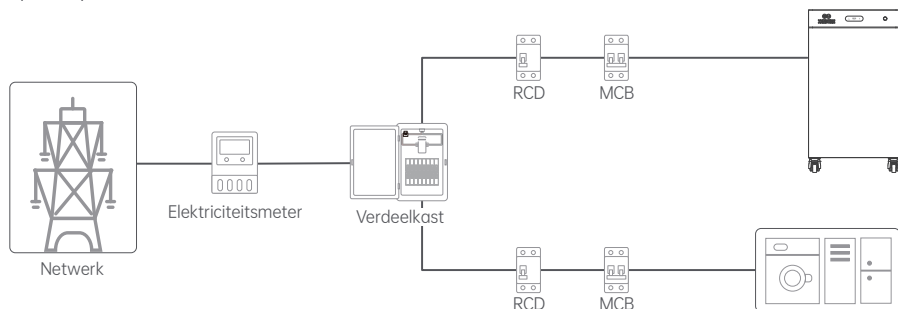 RCD
MCB
Elektriciteitsmeter
Verdeelkast
Netwerk
RCD
MCB